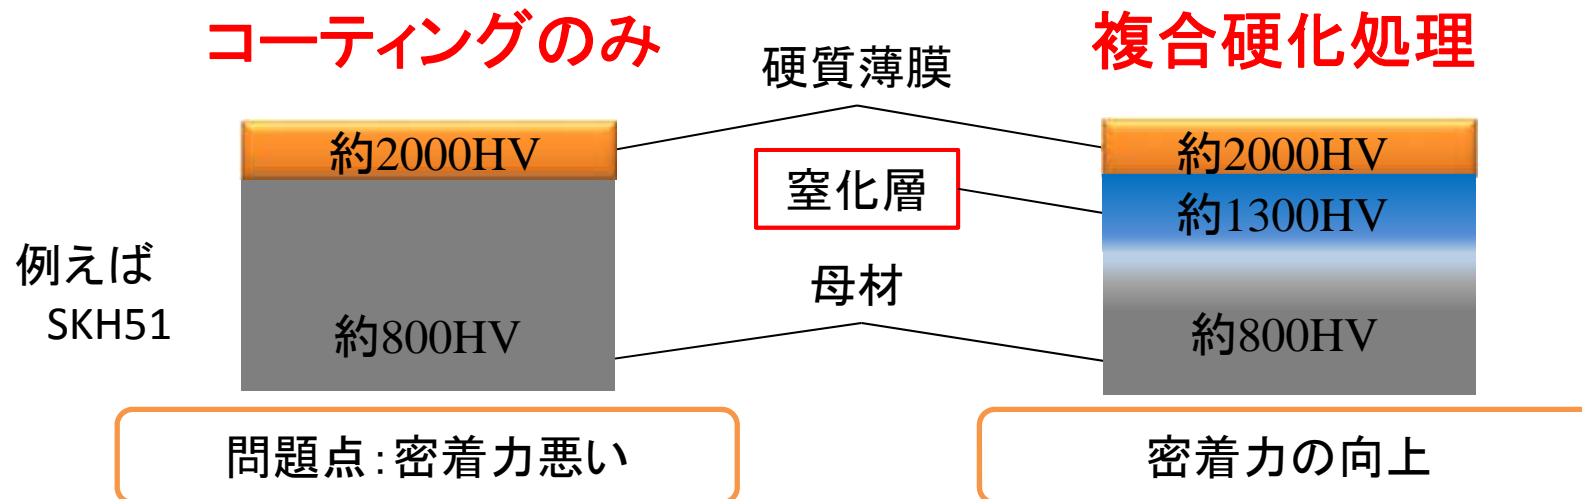 コーティングのみ
硬質薄膜
複合硬化処理
約2000HV
約2000HV
窒化層
約1300HV
例えば
SKH51
母材
約800HV
約800HV
問題点:密着力悪い
密着力の向上